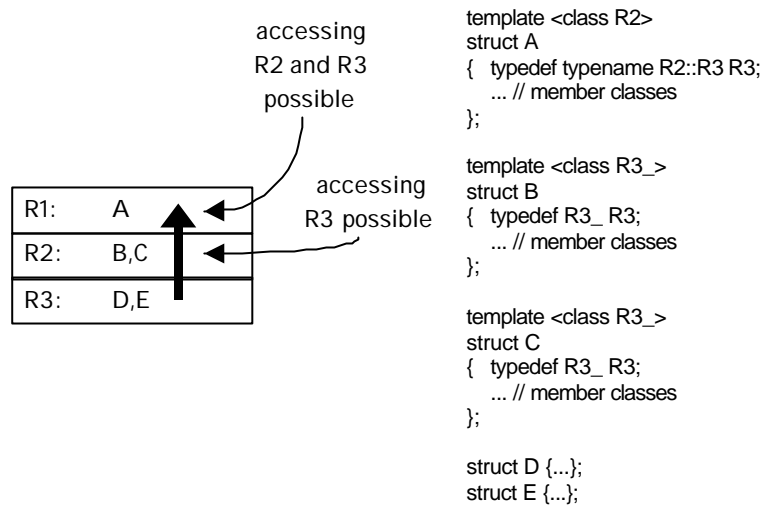 accessing
R2 and R3
possible
accessing
R3 possible
R1: A
R2: B,C
R3: D,E
template <class R2>
struct A
{ typedef typename R2::R3 R3;
... // member classes
};
template <class R3_>
struct B
{ typedef R3_ R3;
... // member classes
};
template <class R3_>
struct C
{ typedef R3_ R3;
... // member classes
};
struct D {...};
struct E {...};